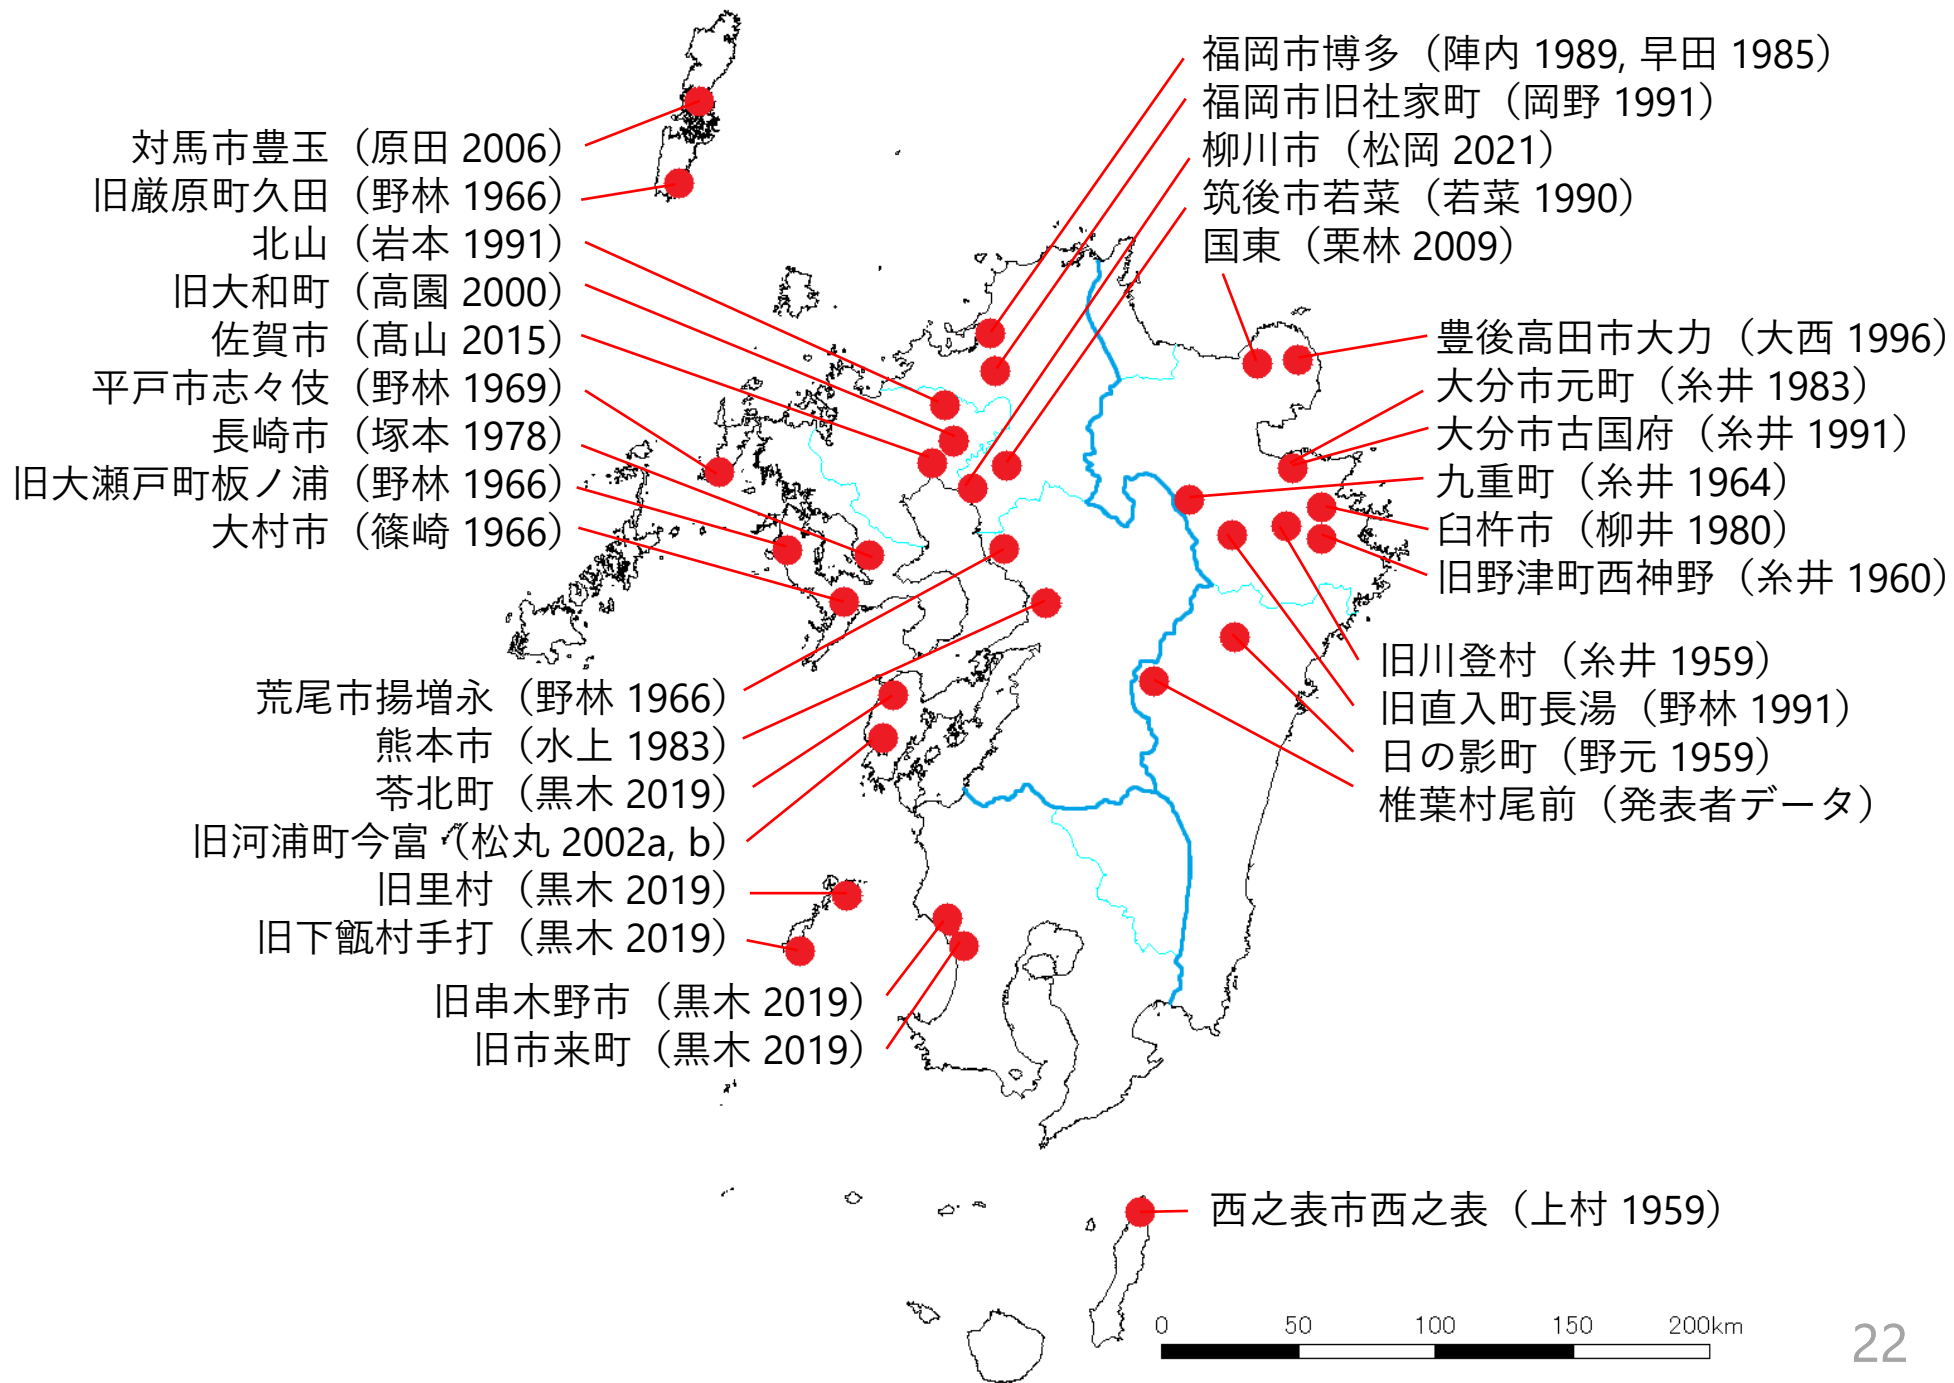 対馬市豊玉（原田 2006）
旧厳原町久田（野林 1966）
北山（岩本 1991）
旧大和町（高園 2000）
佐賀市（髙山 2015）
平戸市志々伎（野林 1969）
長崎市（塚本 1978）
旧大瀬戸町板ノ浦（野林 1966）
大村市（篠崎 1966）
荒尾市揚増永（野林 1966）
熊本市（水上 1983）
苓北町（黒木 2019）
旧河浦町今富（松丸 2002a, b）
旧里村（黒木 2019）
旧下甑村手打（黒木 2019）
旧串木野市（黒木 2019）
旧市来町（黒木 2019）
福岡市博多（陣内 1989, 早田 1985）
福岡市旧社家町（岡野 1991）
柳川市（松岡 2021）
筑後市若菜（若菜 1990）
国東（栗林 2009）
豊後高田市大力（大西 1996）
大分市元町（糸井 1983）
大分市古国府（糸井 1991）
九重町（糸井 1964）
臼杵市（柳井 1980）
旧野津町西神野（糸井 1960）
旧川登村（糸井 1959）
旧直入町長湯（野林 1991）
日の影町（野元 1959）
椎葉村尾前（発表者データ）
西之表市西之表（上村 1959）
0 50 100 150 200km
22